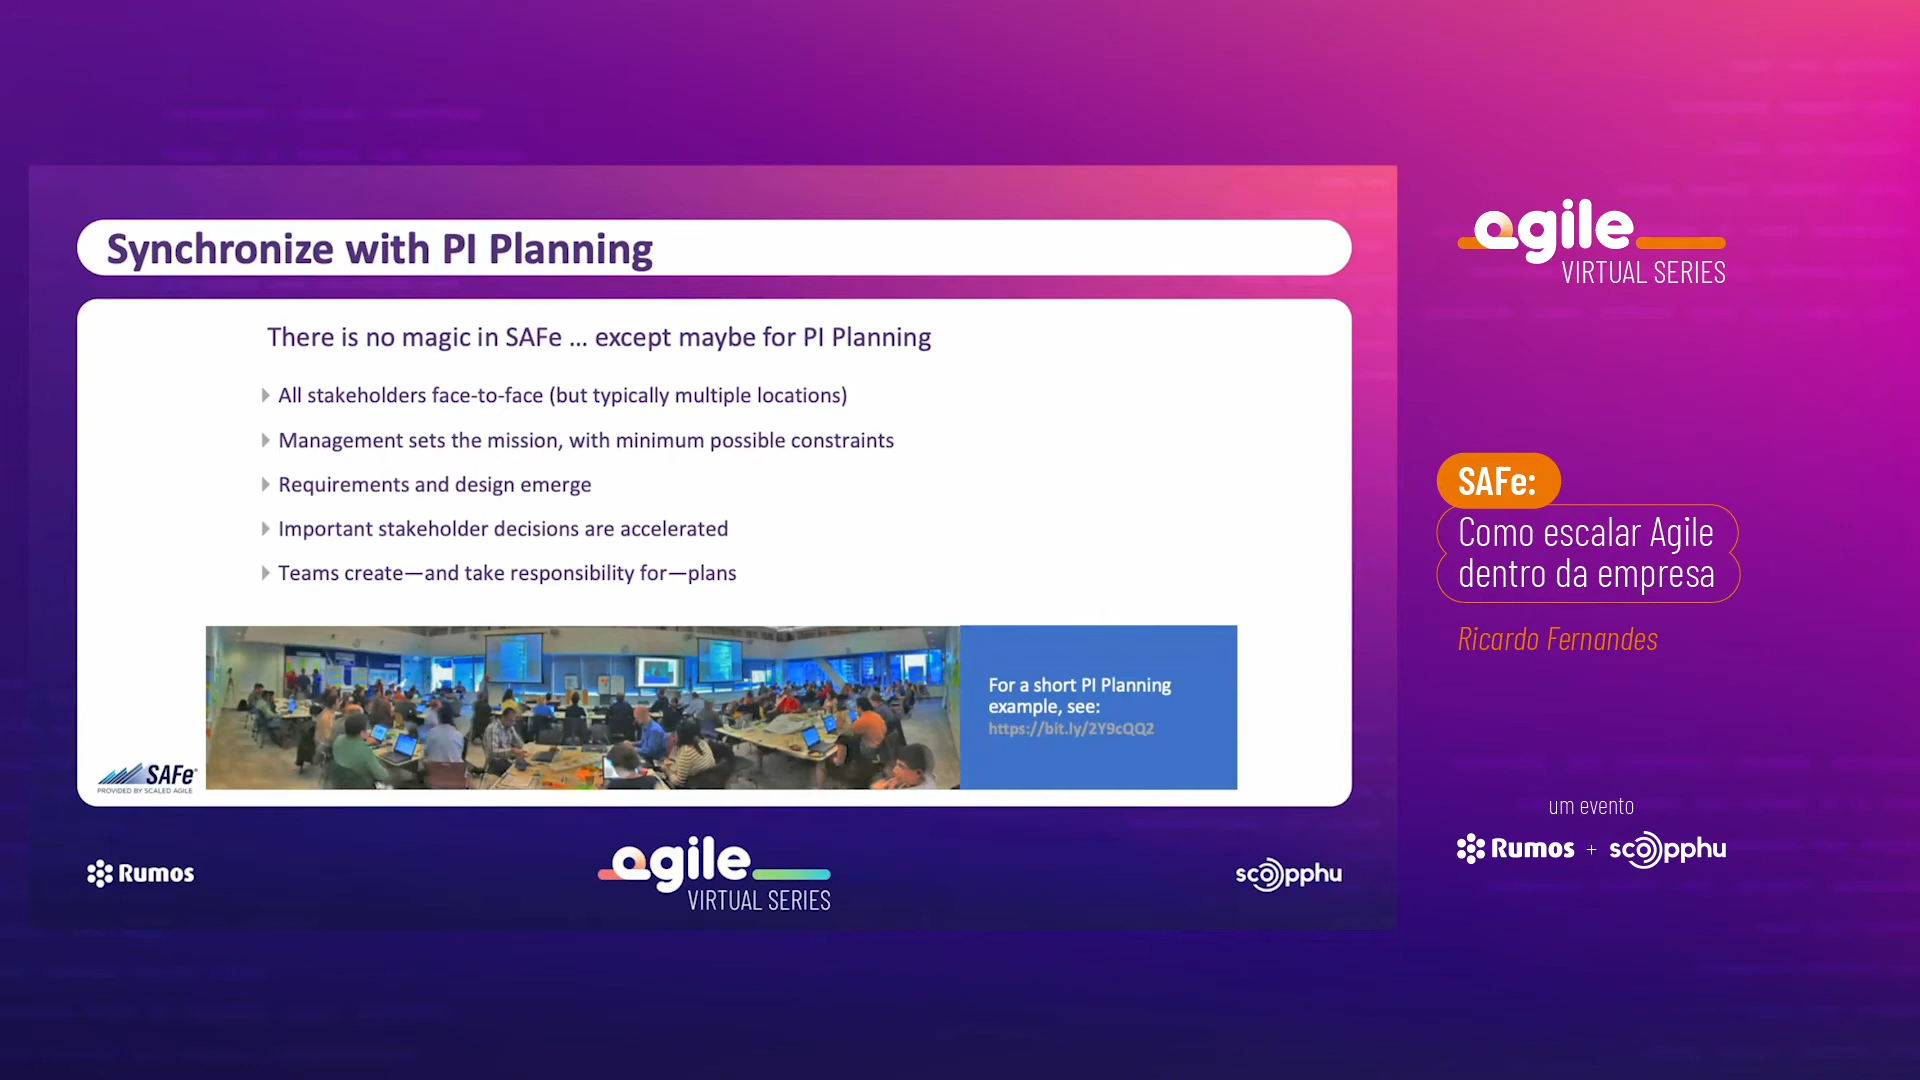 Synchronize with PI Planning
There is no magic in SAFe ... except maybe for PI Planning
All stakeholders face-to-face (but typically multiple locations)
Management sets the mission, with minimum possible constraints
Requirements and design emerge
Important stakeholder decisions are accelerated
Teams create—and take responsibility for—plans
For a short PI Planning
example, see:
https://bit.ly/2Y9cQQ2
SAFe®
PROVIDED BY SCALED AGILE
Rumos
agile
VIRTUAL SERIES
scopphu
agile
VIRTUAL SERIES
SAFe:
Como escalar Agile
dentro da empresa
Ricardo Fernandes
um evento
Rumos + scopphu